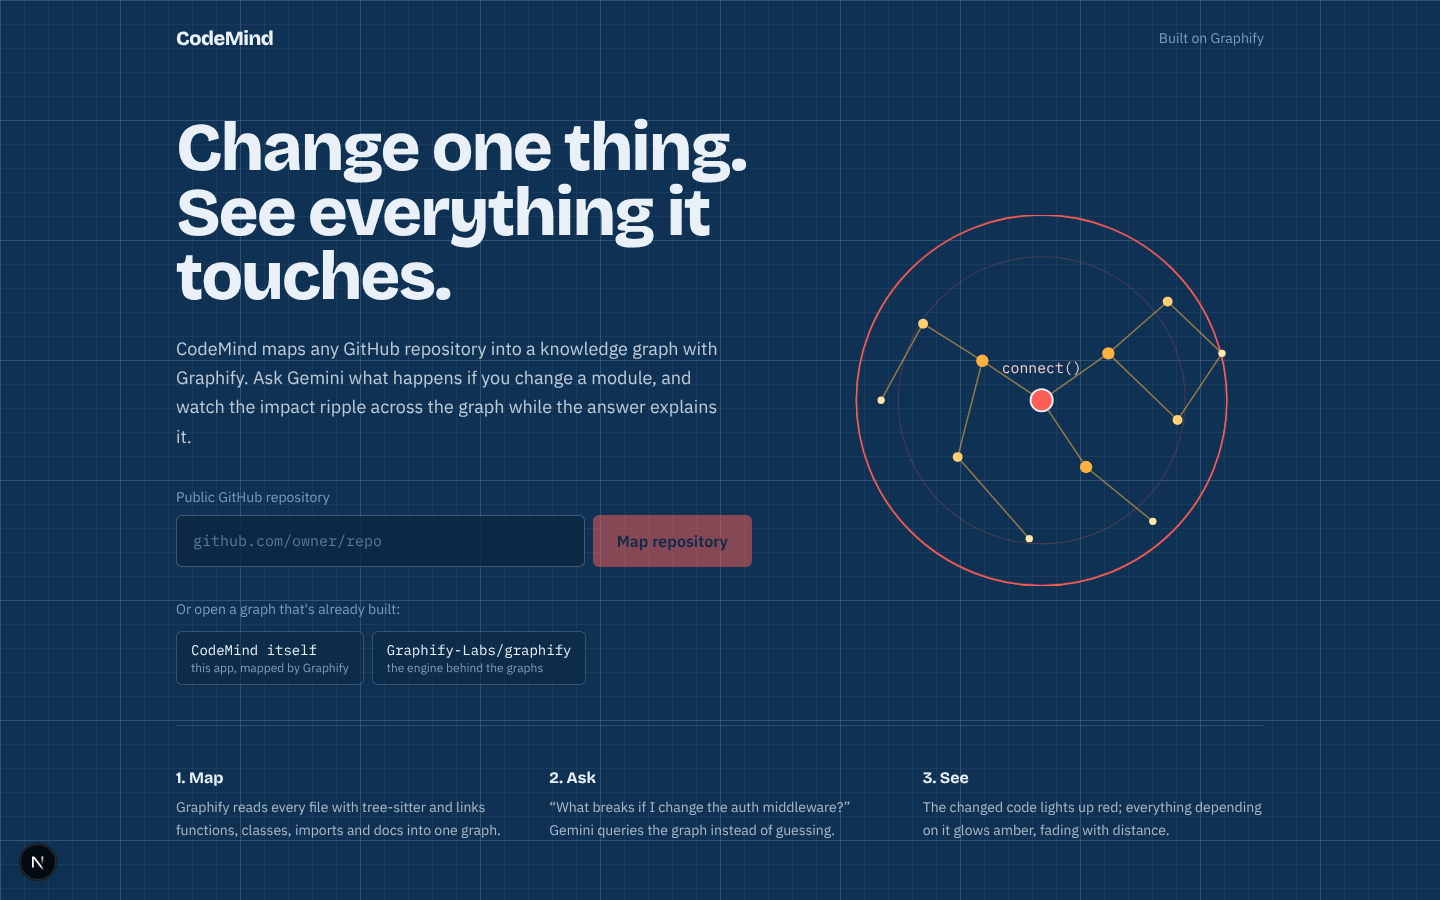 CodeMind
Built on Graphify
Change one thing.
See everything it
touches.
CodeMind maps any GitHub repository into a knowledge graph with
Graphify. Ask Gemini what happens if you change a module, and
watch the impact ripple across the graph while the answer explains
it.
connect()
Public GitHub repository
github.com/owner/repo
Map repository
Or open a graph that's already built:
CodeMind itself
this app, mapped by Graphify
Graphify-Labs/graphify
the engine behind the graphs
1. Map
Graphify reads every file with tree-sitter and links
functions, classes, imports and docs into one graph.
2. Ask
“What breaks if I change the auth middleware?”
Gemini queries the graph instead of guessing.
3. See
The changed code lights up red; everything depending
on it glows amber, fading with distance.
N